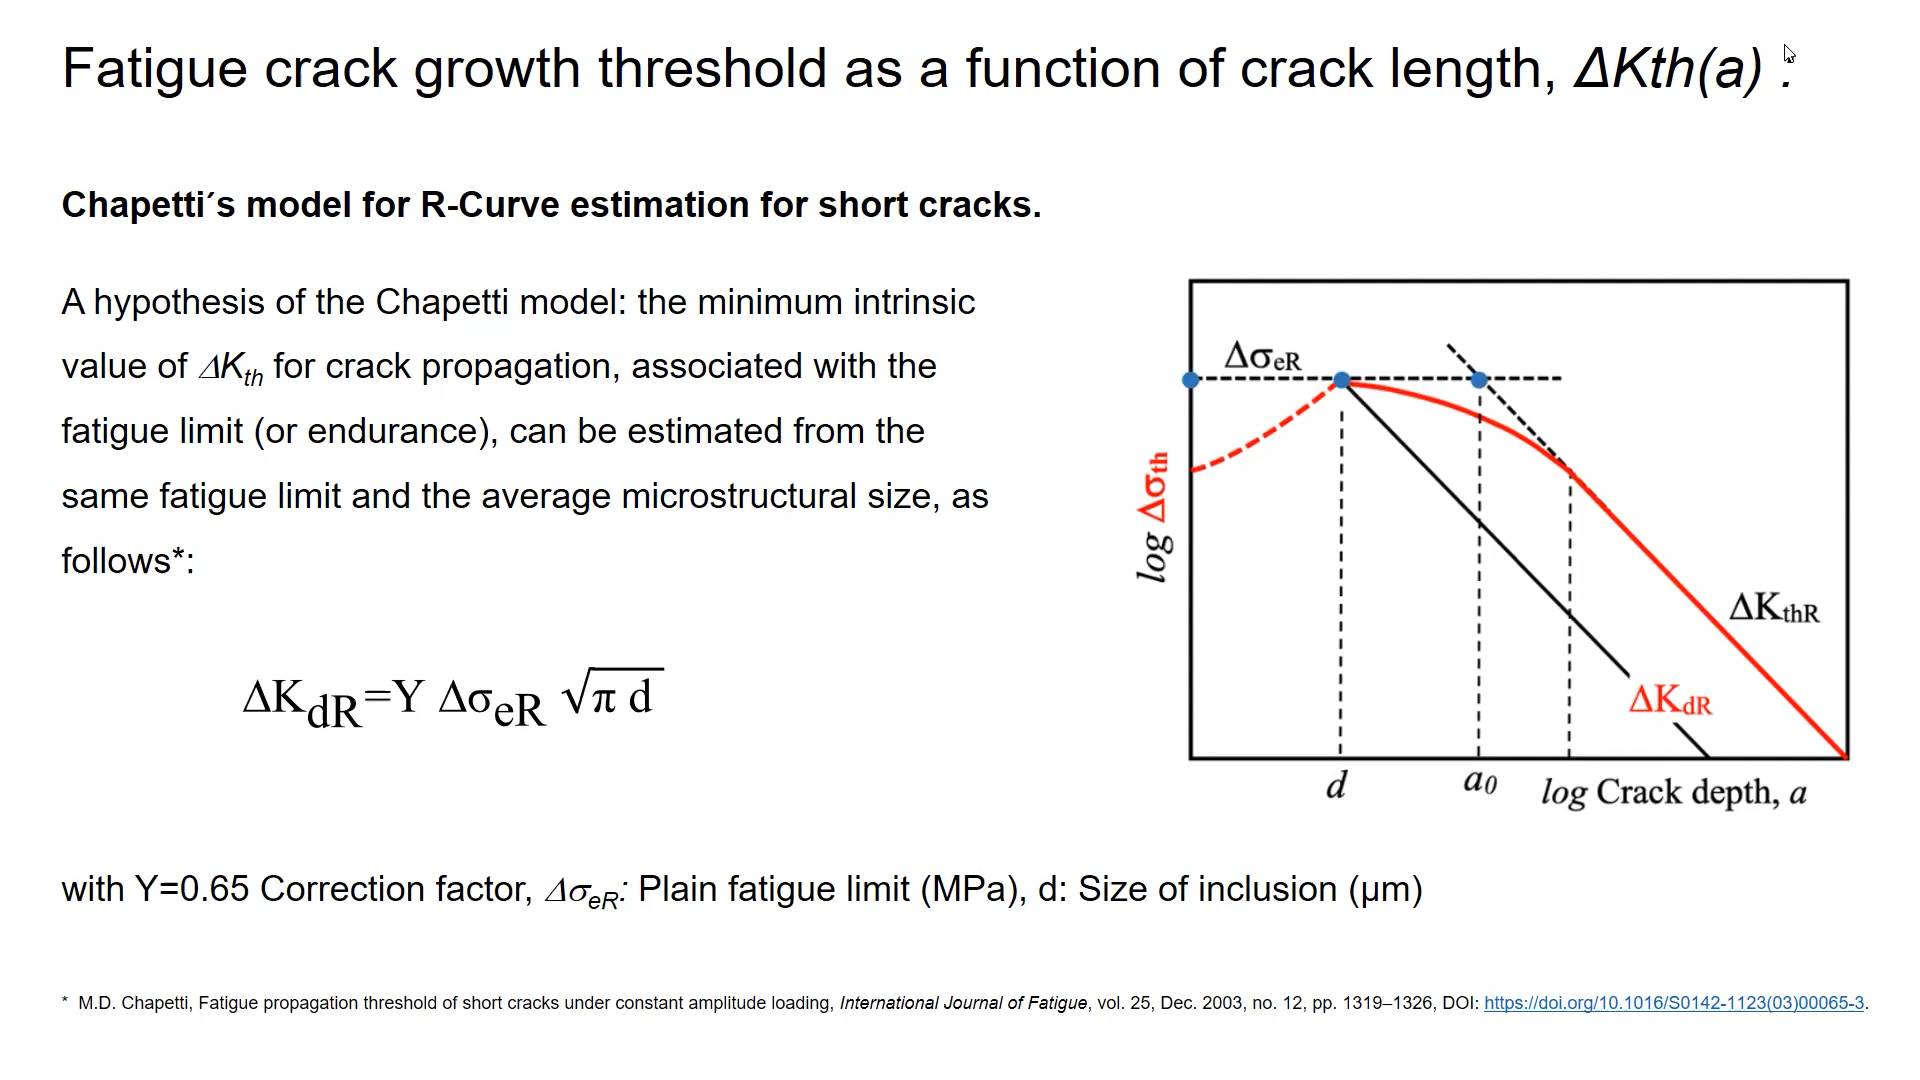 Fatigue crack growth threshold as a function of crack length, ΔKth(a) .
Chapetti´s model for R-Curve estimation for short cracks.
A hypothesis of the Chapetti model: the minimum intrinsic
value of ΔKth for crack propagation, associated with the
fatigue limit (or endurance), can be estimated from the
same fatigue limit and the average microstructural size, as
follows*:
ΔKdR=Y ΔσeR √π d
ΔσeR
log Δσth
ΔKthR
ΔKdR
d
a0
log Crack depth, a
with Y=0.65 Correction factor, ΔσeR: Plain fatigue limit (MPa), d: Size of inclusion (μm)
* M.D. Chapetti, Fatigue propagation threshold of short cracks under constant amplitude loading, International Journal of Fatigue, vol. 25, Dec. 2003, no. 12, pp. 1319–1326, DOI: https://doi.org/10.1016/S0142-1123(03)00065-3.